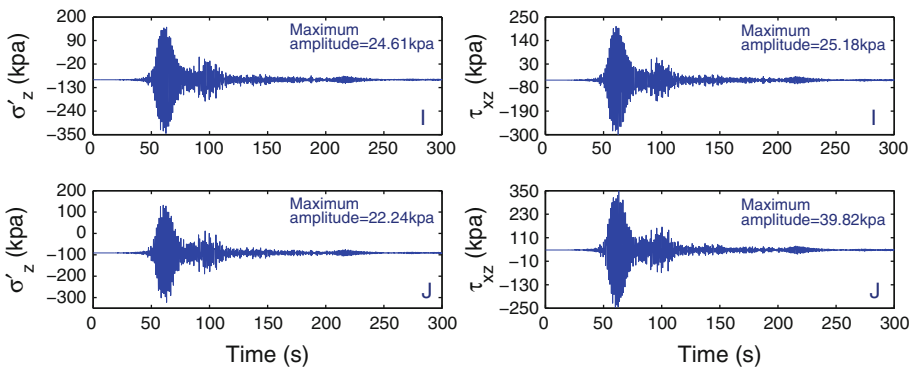 200
90
-20
-130
-240
-350
σ′z (kpa)
Maximum
amplitude=24.61kpa
I
0 50 100 150 200 250 300
250
140
30
-80
-190
-300
τxz (kpa)
Maximum
amplitude=25.18kpa
I
0 50 100 150 200 250 300
200
100
0
-100
-200
-300
σ′z (kpa)
Maximum
amplitude=22.24kpa
J
0 50 100 150 200 250 300
Time (s)
350
230
110
-10
-130
-250
τxz (kpa)
Maximum
amplitude=39.82kpa
J
0 50 100 150 200 250 300
Time (s)